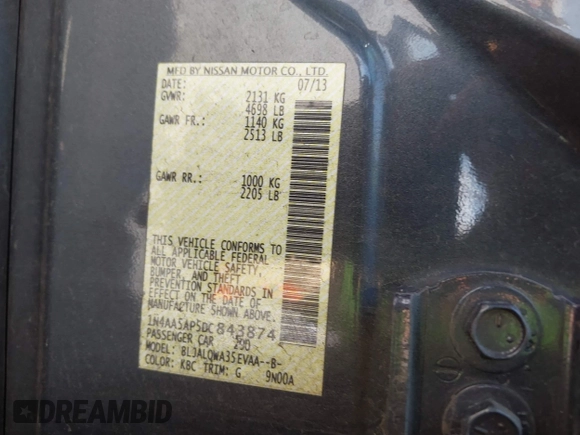 MFD BY NISSAN MOTOR CO., LTD.
DATE: 07/13
GVWR: 2131 KG
4698 LB
GAWR FR.: 1140 KG
2513 LB
GAWR RR.: 1000 KG
2205 LB
THIS VEHICLE CONFORMS TO
ALL APPLICABLE FEDERAL
MOTOR VEHICLE SAFETY,
BUMPER, AND THEFT
PREVENTION STANDARDS IN
EFFECT ON THE DATE OF
MANUFACTURE SHOWN ABOVE.
1N4AA5AP5DC843874
PASSENGER CAR
MODEL: BLJALQWA35EVAA--B-
COLOR: KBC TRIM: G 9N00A
DREAMBID